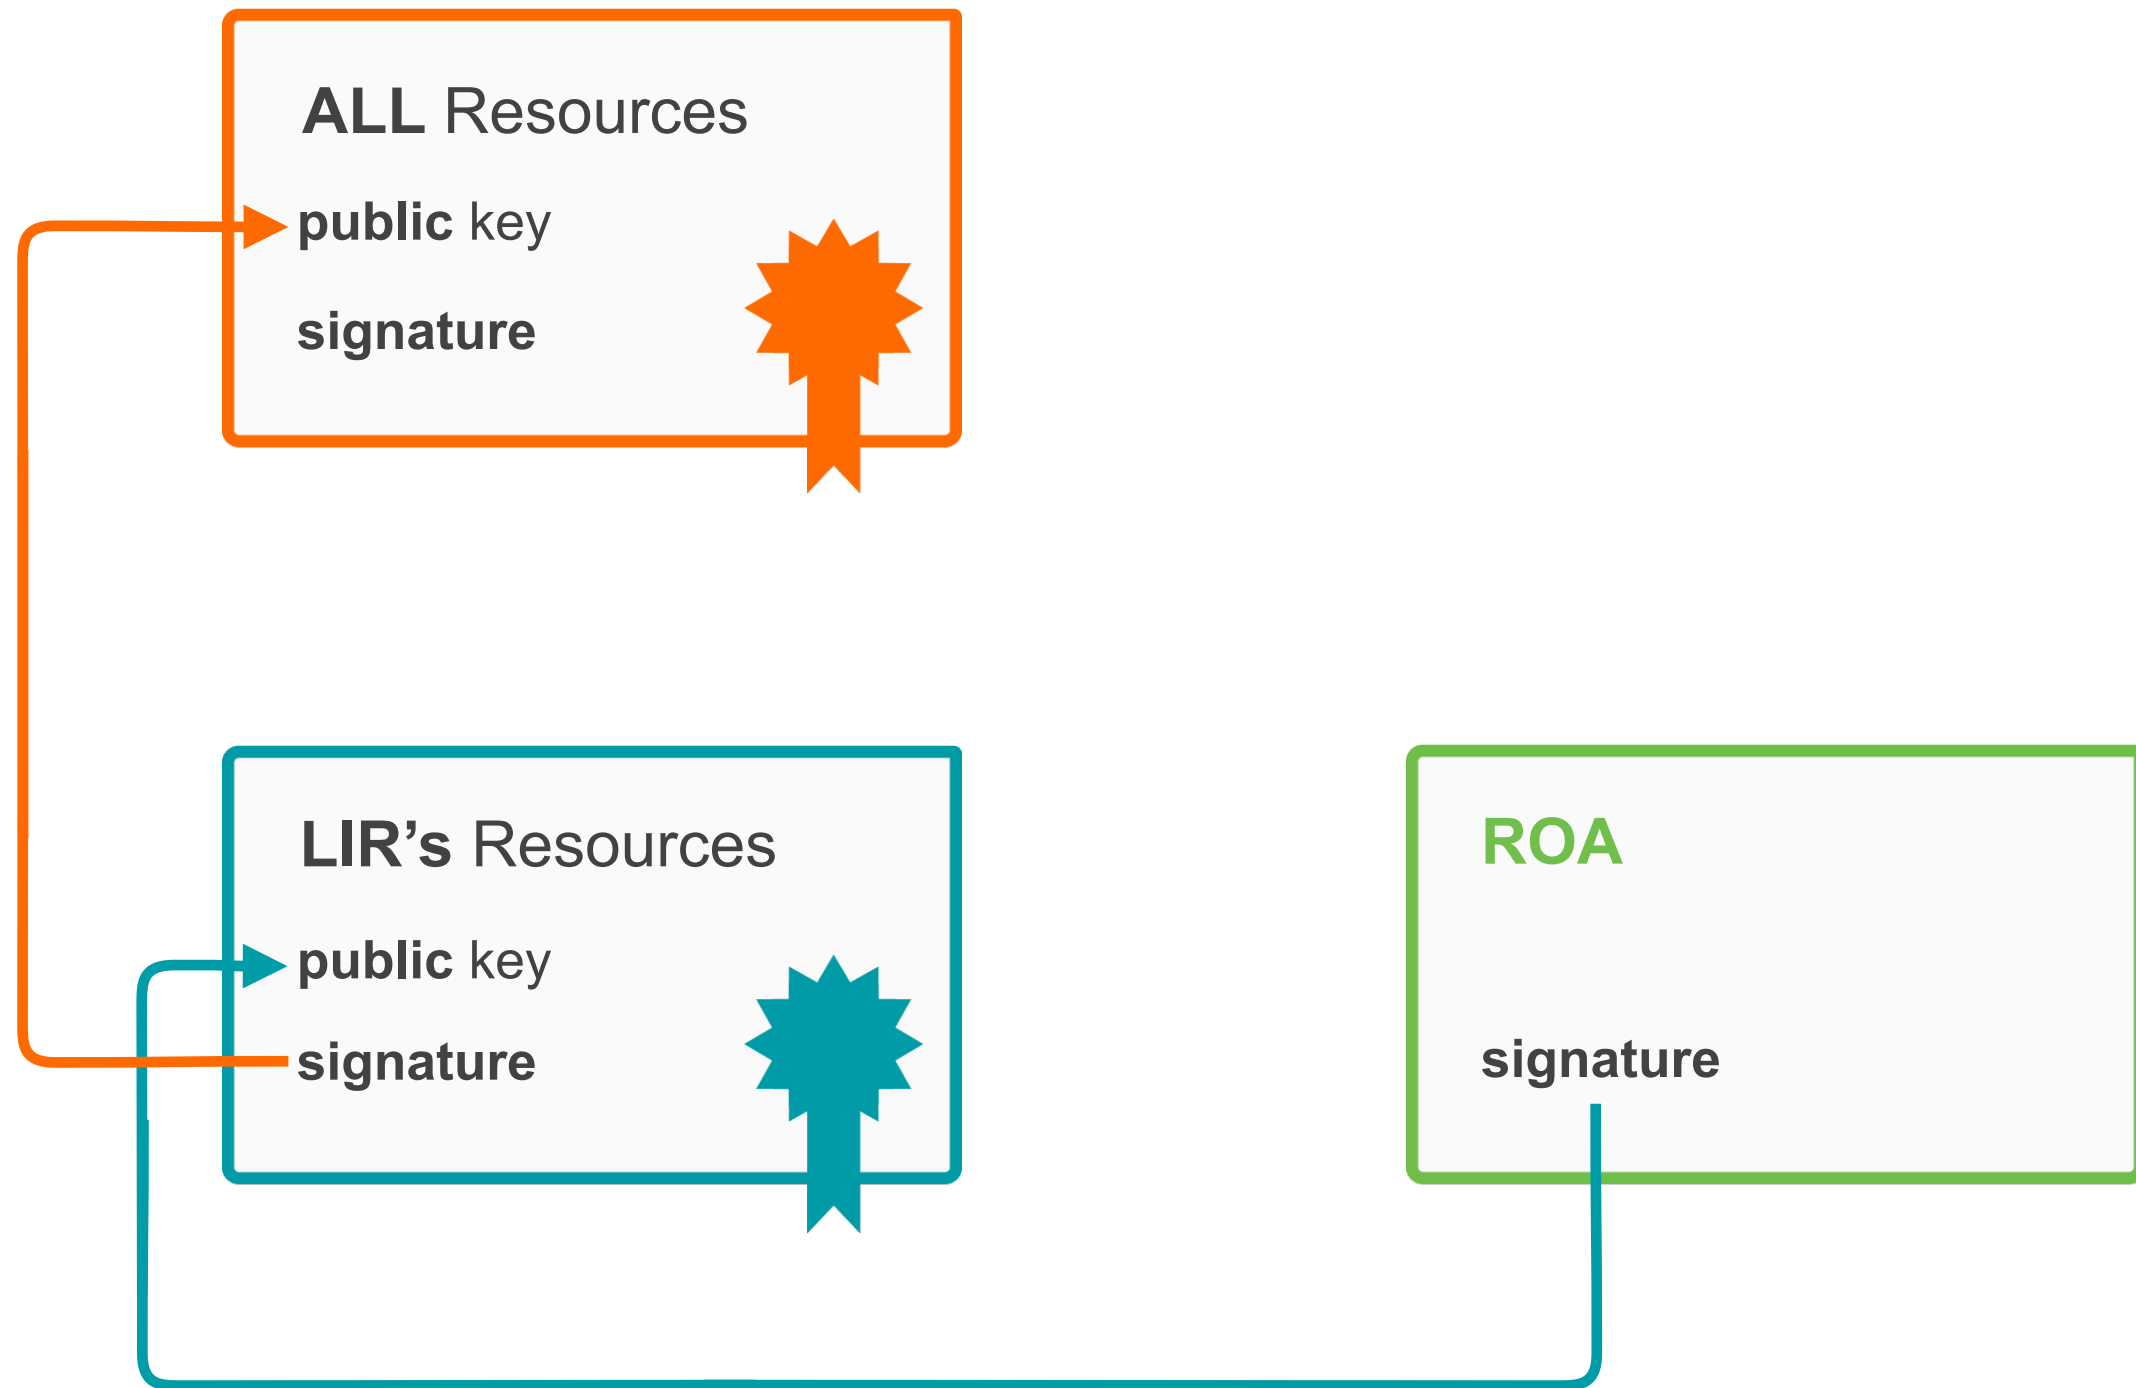 ALL Resources
public key
signature
LIR’s Resources
public key
signature
ROA
signature